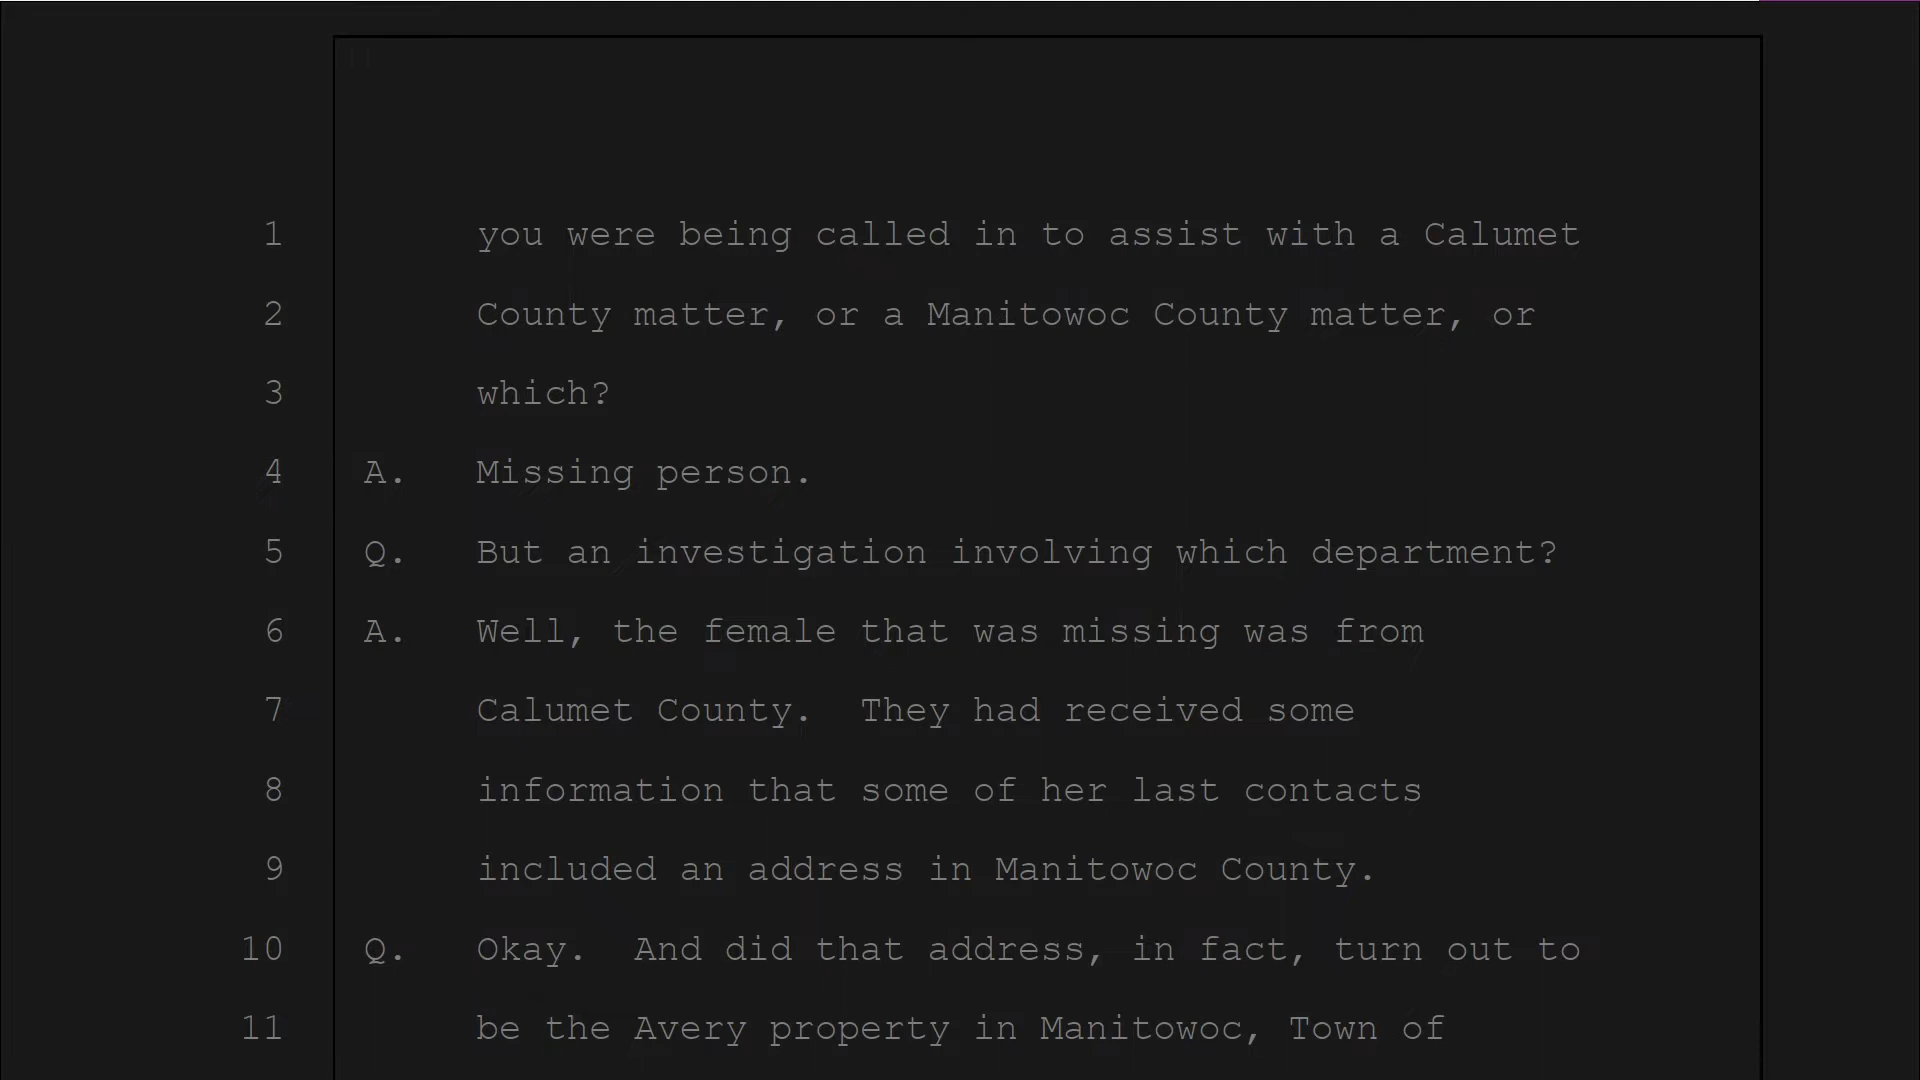 1 you were being called in to assist with a Calumet
2 County matter, or a Manitowoc County matter, or
3 which?
4 A. Missing person.
5 Q. But an investigation involving which department?
6 A. Well, the female that was missing was from
7 Calumet County. They had received some
8 information that some of her last contacts
9 included an address in Manitowoc County.
10 Q. Okay. And did that address, in fact, turn out to
11 be the Avery property in Manitowoc, Town of